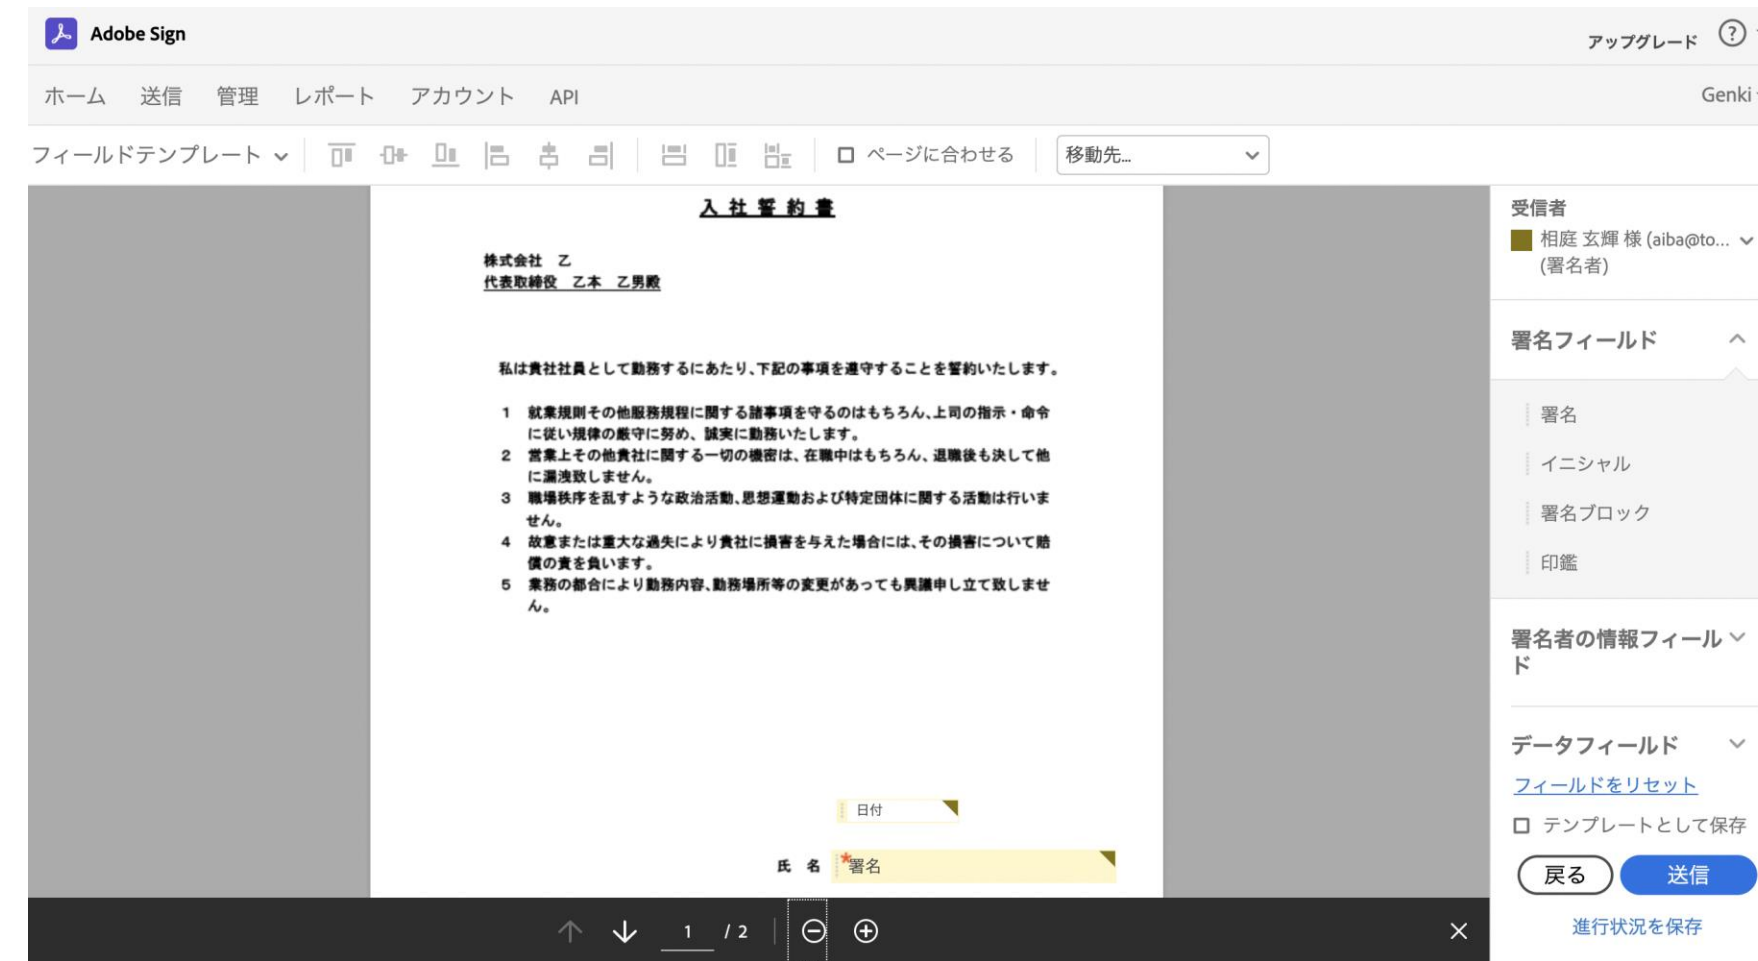 Adobe Sign
アップグレード
ホーム 送信 管理 レポート アカウント API
Genki
フィールドテンプレート
ページに合わせる
移動先...
入社誓約書
株式会社 乙
代表取締役 乙本 乙男殿
私は貴社社員として勤務するにあたり、下記の事項を遵守することを誓約いたします。
1 就業規則その他服務規程に関する諸事項を守るのはもちろん、上司の指示・命令
に従い規律の厳守に努め、誠実に勤務いたします。
2 営業上その他貴社に関する一切の機密は、在職中はもちろん、退職後も決して他
に漏洩致しません。
3 職場秩序を乱すような政治活動、思想運動および特定団体に関する活動は行いま
せん。
4 故意または重大な過失により貴社に損害を与えた場合には、その損害について賠
償の責を負います。
5 業務の都合により勤務内容、勤務場所等の変更があっても異議申し立て致しませ
ん。
日付
氏 名 *署名
1 / 2
受信者
相庭 玄輝 様 (aiba@to...
(署名者)
署名フィールド
署名
イニシャル
署名ブロック
印鑑
署名者の情報フィール
ド
データフィールド
フィールドをリセット
テンプレートとして保存
戻る 送信
進行状況を保存